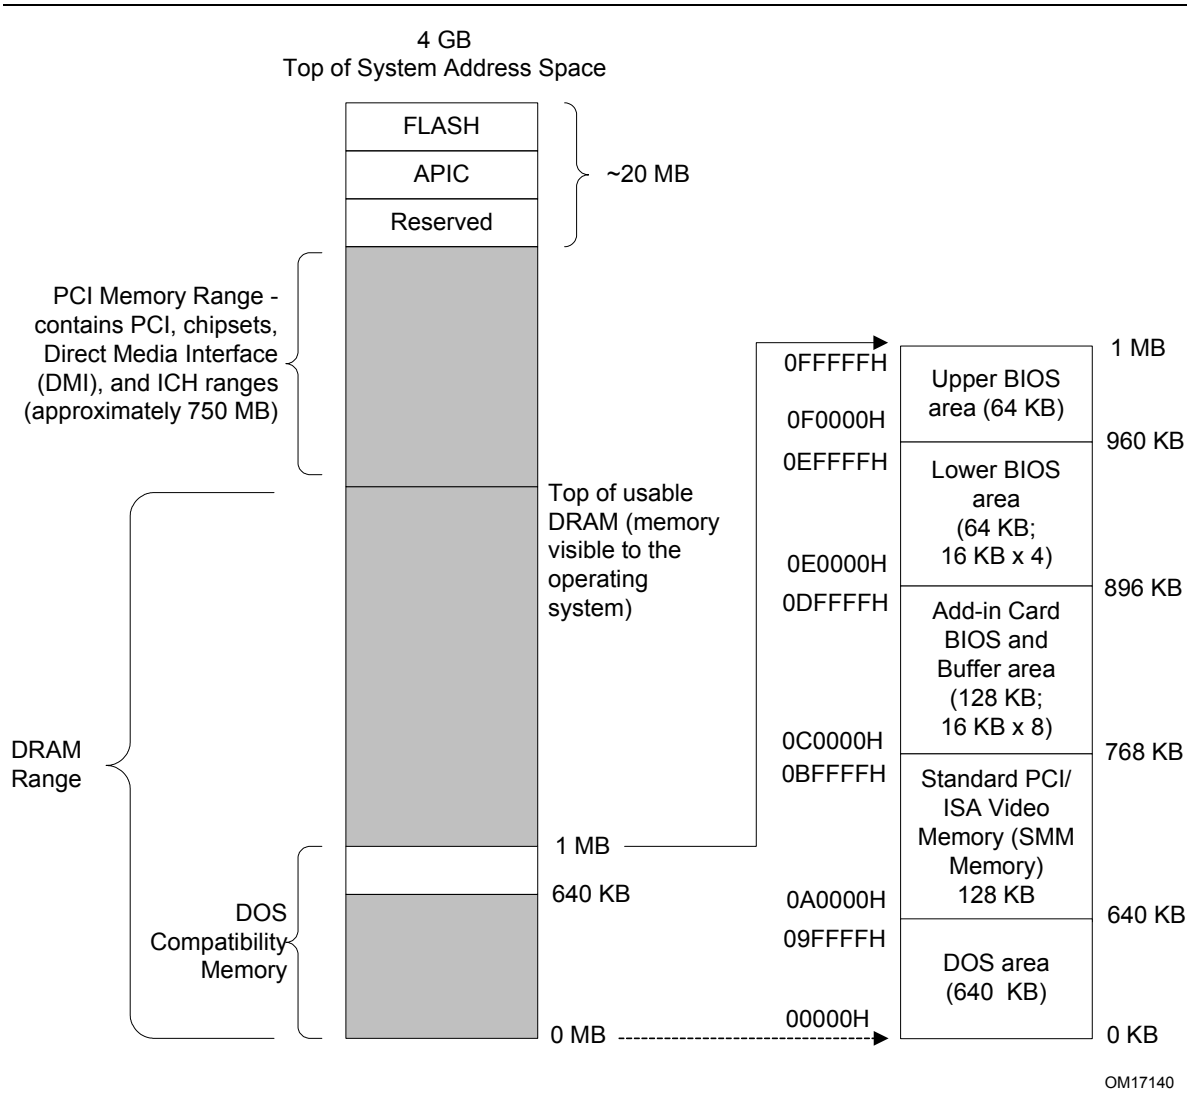 4 GB
Top of System Address Space
FLASH
APIC
~20 MB
Reserved
PCI Memory Range -
contains PCI, chipsets,
Direct Media Interface
(DMI), and ICH ranges
(approximately 750 MB)
Top of usable
DRAM (memory
visible to the
operating
system)
DRAM
Range
1 MB
640 KB
DOS
Compatibility
Memory
0 MB
0FFFFFH
0F0000H
0EFFFFH
0E0000H
0DFFFFH
0C0000H
0BFFFFH
0A0000H
09FFFFH
00000H
Upper BIOS
area (64 KB)
Lower BIOS
area
(64 KB;
16 KB x 4)
Add-in Card
BIOS and
Buffer area
(128 KB;
16 KB x 8)
Standard PCI/
ISA Video
Memory (SMM
Memory)
128 KB
DOS area
(640 KB)
1 MB
960 KB
896 KB
768 KB
640 KB
0 KB
OM17140